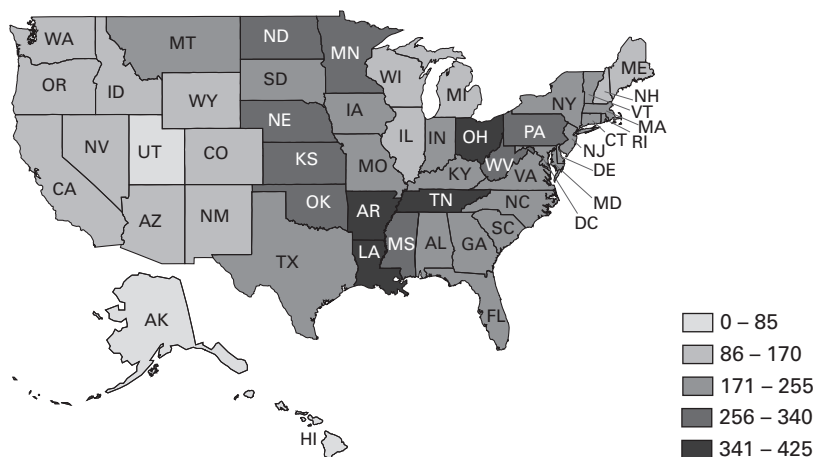 WA
MT
ND
MN
OR
ID
WY
SD
WI
MI
NY
ME
NH
VT
MA
RI
CT
NJ
DE
MD
DC
NV
UT
CO
NE
IA
IL
IN
OH
PA
CA
KS
MO
KY
WV
VA
AZ
NM
OK
AR
TN
NC
SC
TX
LA
MS
AL
GA
FL
AK
HI
0 – 85
86 – 170
171 – 255
256 – 340
341 – 425